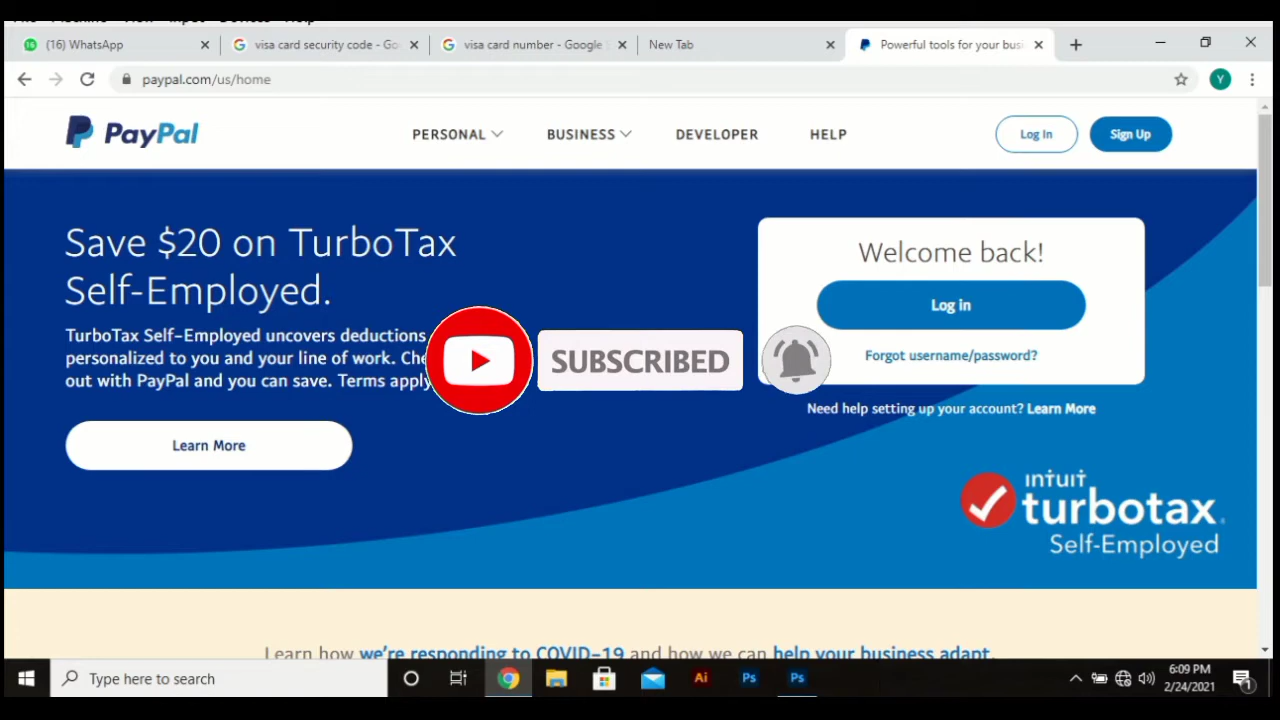 (16) WhatsApp
visa card security code - Go
visa card number - Google S
New Tab
Powerful tools for your busi
paypal.com/us/home
Y
PayPal
PERSONAL
BUSINESS
DEVELOPER
HELP
Log In
Sign Up
Save $20 on TurboTax
Self-Employed.
TurboTax Self-Employed uncovers deductions
personalized to you and your line of work. Che
out with PayPal and you can save. Terms apply
Learn More
Welcome back!
Log in
Forgot username/password?
Need help setting up your account? Learn More
SUBSCRIBED
intuit
turbotax.
Self-Employed
Learn how we're responding to COVID-19 and how we can help your business adapt.
Type here to search
Ai
Ps
Ps
6:09 PM
2/24/2021
1